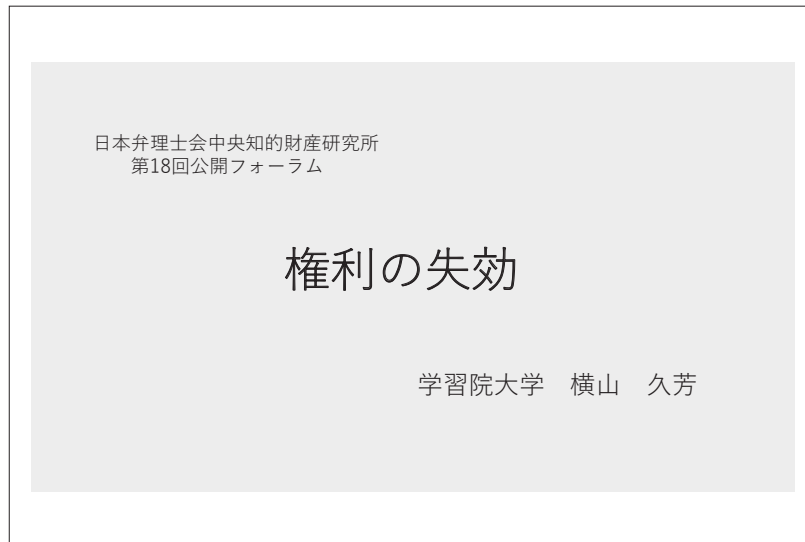 日本弁理士会中央知的財産研究所
第18回公開フォーラム
権利の失効
学習院大学　横山　久芳